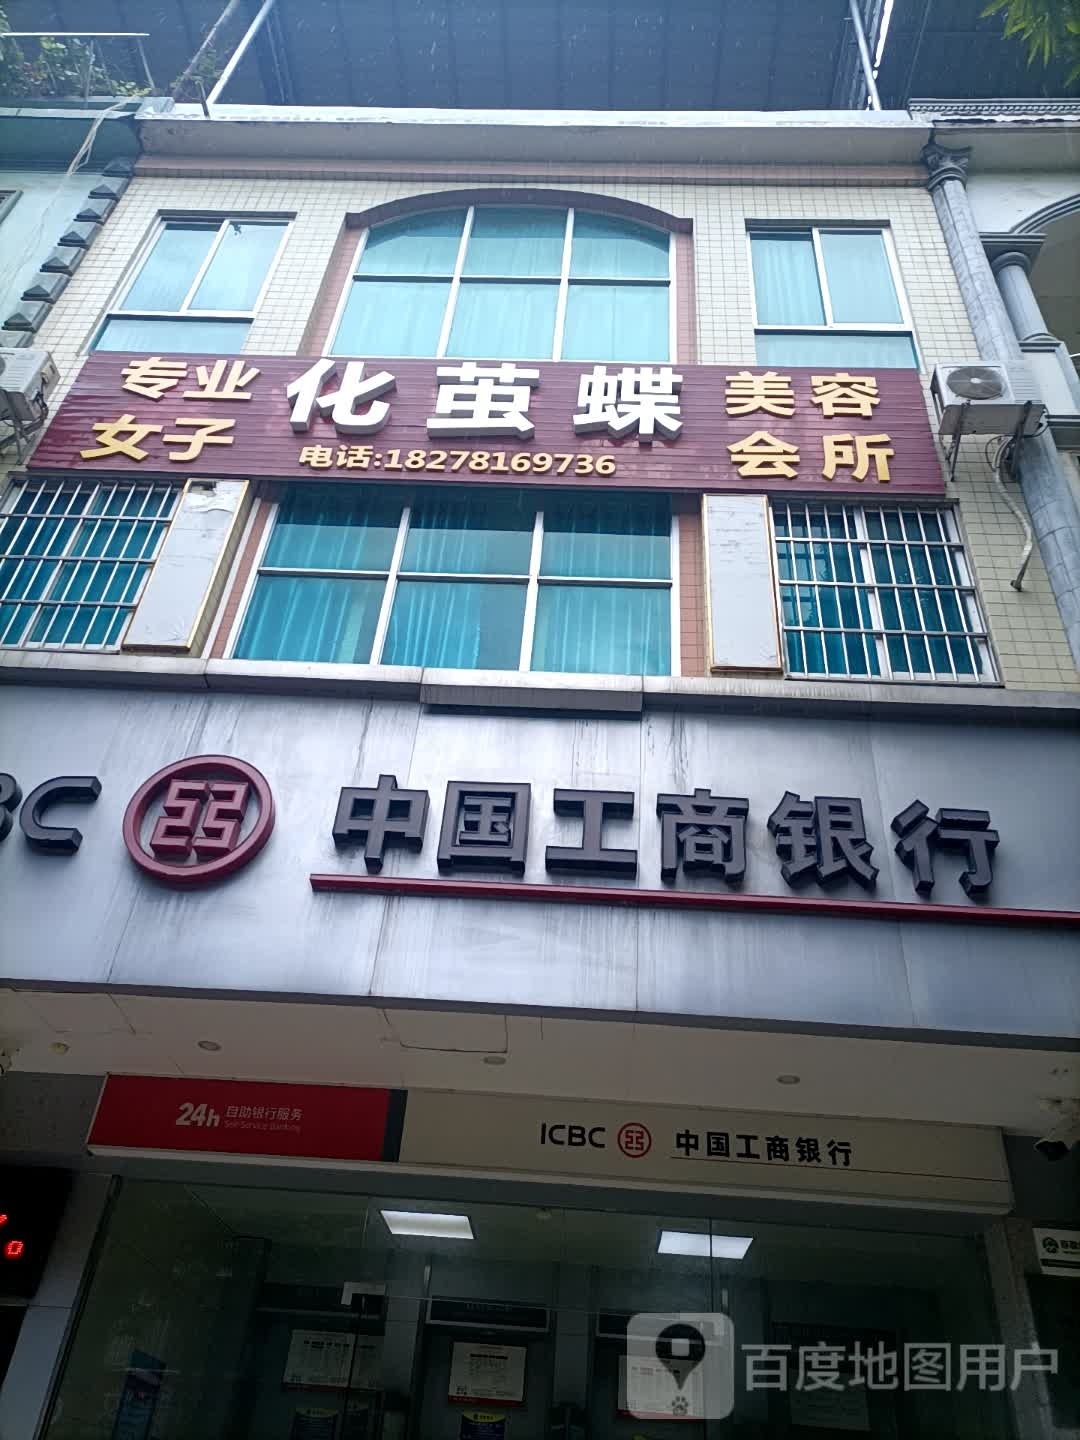 专业
女子
化茧蝶
电话:18278169736
美容
会所
BC 中国工商银行
24h 自助银行服务
Self-Service Banking
ICBC 中国工商银行
百度地图用户